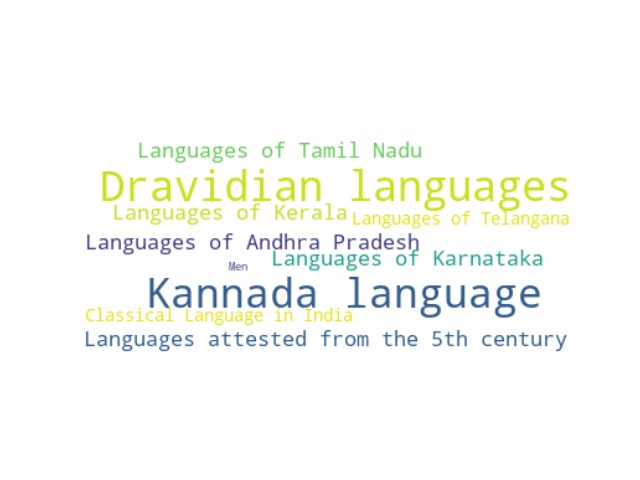 Languages of Tamil Nadu
Dravidian languages
Languages of Kerala
Languages of Telangana
Languages of Andhra Pradesh
Languages of Karnataka
Men
Kannada language
Classical Language in India
Languages attested from the 5th century